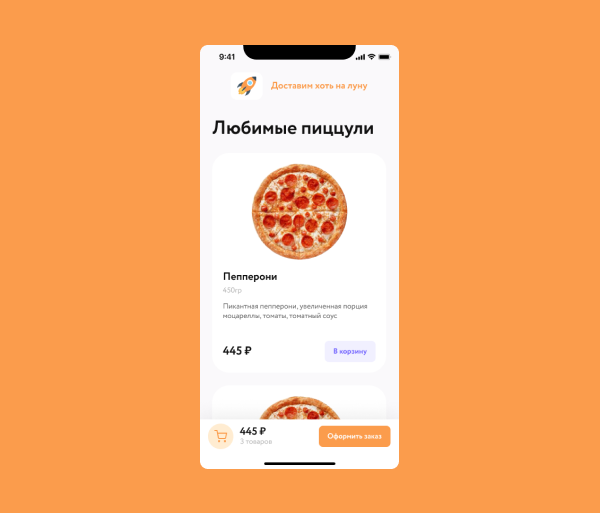 9:41
Доставим хоть на луну
Любимые пиццули
Пепперони
450гр
Пикантная пепперони, увеличенная порция
моцареллы, томаты, томатный соус
445 ₽
В корзину
445 ₽
3 товаров
Оформить заказ